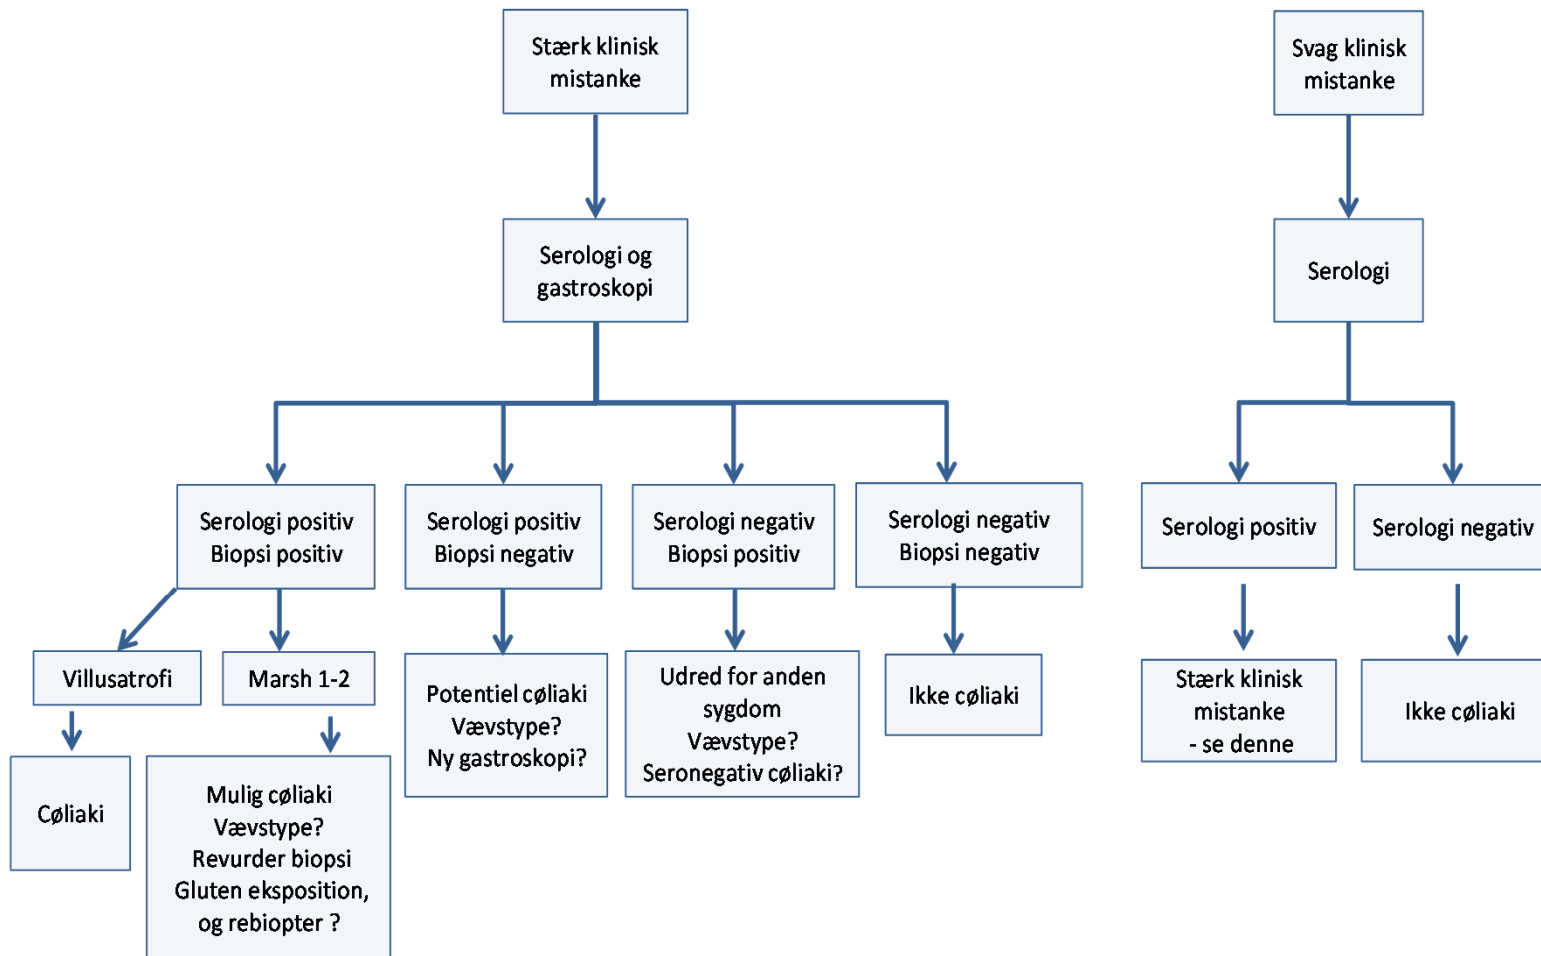 Stærk klinisk
mistanke
Svag klinisk
mistanke
Serologi og
gastroskopi
Serologi
Serologi positiv
Biopsi positiv
Serologi positiv
Biopsi negativ
Serologi negativ
Biopsi positiv
Serologi negativ
Biopsi negativ
Serologi positiv
Serologi negativ
Villusatrofi
Marsh 1-2
Potentiel cøliaki
Vævstype?
Ny gastroskopi?
Udred for anden
sygdom
Vævstype?
Seronegativ cøliaki?
Ikke cøliaki
Stærk klinisk
mistanke
- se denne
Ikke cøliaki
Cøliaki
Mulig cøliaki
Vævstype?
Revurder biopsi
Gluten eksposition,
og rebiopter ?